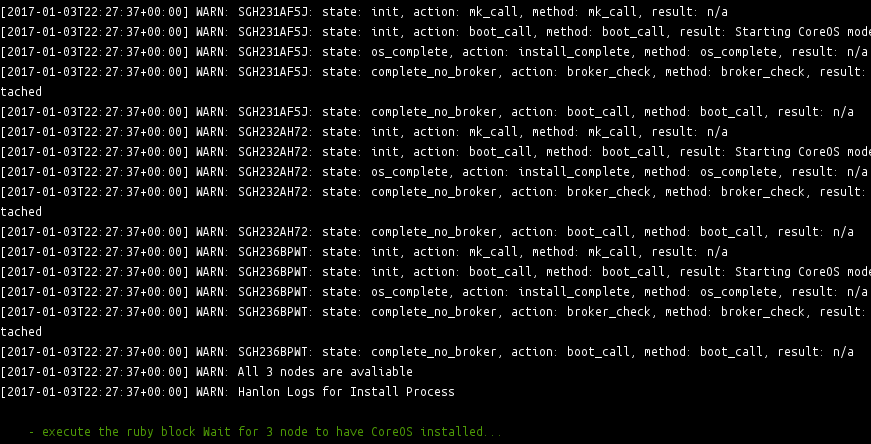 [2017-01-03T22:27:37+00:00] WARN: SGH231AF5J: state: init, action: mk_call, method: mk_call, result: n/a
[2017-01-03T22:27:37+00:00] WARN: SGH231AF5J: state: init, action: boot_call, method: boot_call, result: Starting CoreOS mode
[2017-01-03T22:27:37+00:00] WARN: SGH231AF5J: state: os_complete, action: install_complete, method: os_complete, result: n/a
[2017-01-03T22:27:37+00:00] WARN: SGH231AF5J: state: complete_no_broker, action: broker_check, method: broker_check, result:
tached
[2017-01-03T22:27:37+00:00] WARN: SGH231AF5J: state: complete_no_broker, action: boot_call, method: boot_call, result: n/a
[2017-01-03T22:27:37+00:00] WARN: SGH232AH72: state: init, action: mk_call, method: mk_call, result: n/a
[2017-01-03T22:27:37+00:00] WARN: SGH232AH72: state: init, action: boot_call, method: boot_call, result: Starting CoreOS mode
[2017-01-03T22:27:37+00:00] WARN: SGH232AH72: state: os_complete, action: install_complete, method: os_complete, result: n/a
[2017-01-03T22:27:37+00:00] WARN: SGH232AH72: state: complete_no_broker, action: broker_check, method: broker_check, result:
tached
[2017-01-03T22:27:37+00:00] WARN: SGH232AH72: state: complete_no_broker, action: boot_call, method: boot_call, result: n/a
[2017-01-03T22:27:37+00:00] WARN: SGH236BPWT: state: init, action: mk_call, method: mk_call, result: n/a
[2017-01-03T22:27:37+00:00] WARN: SGH236BPWT: state: init, action: boot_call, method: boot_call, result: Starting CoreOS mode
[2017-01-03T22:27:37+00:00] WARN: SGH236BPWT: state: os_complete, action: install_complete, method: os_complete, result: n/a
[2017-01-03T22:27:37+00:00] WARN: SGH236BPWT: state: complete_no_broker, action: broker_check, method: broker_check, result:
tached
[2017-01-03T22:27:37+00:00] WARN: SGH236BPWT: state: complete_no_broker, action: boot_call, method: boot_call, result: n/a
[2017-01-03T22:27:37+00:00] WARN: All 3 nodes are avaliable
[2017-01-03T22:27:37+00:00] WARN: Hanlon Logs for Install Process
- execute the ruby block Wait for 3 node to have CoreOS installed...